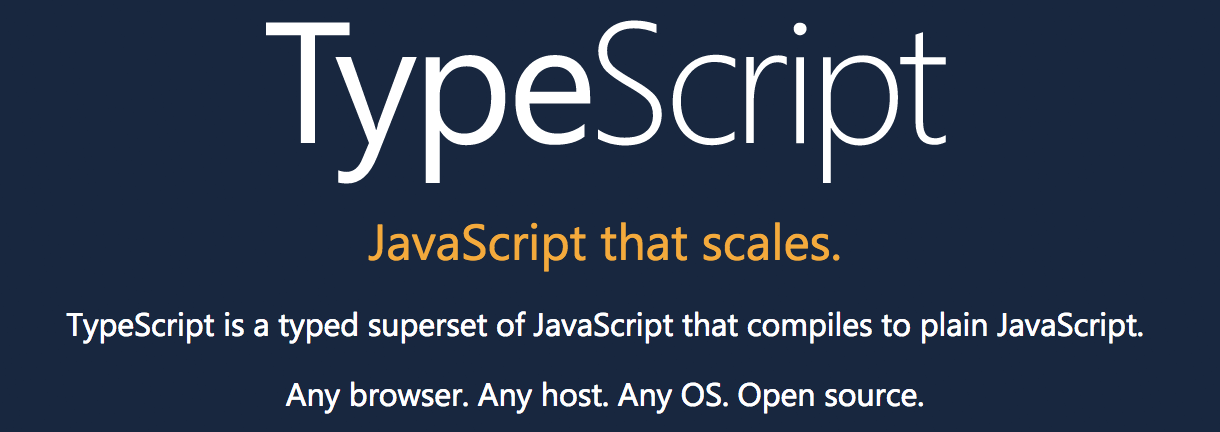 TypeScript
JavaScript that scales.
TypeScript is a typed superset of JavaScript that compiles to plain JavaScript.
Any browser. Any host. Any OS. Open source.